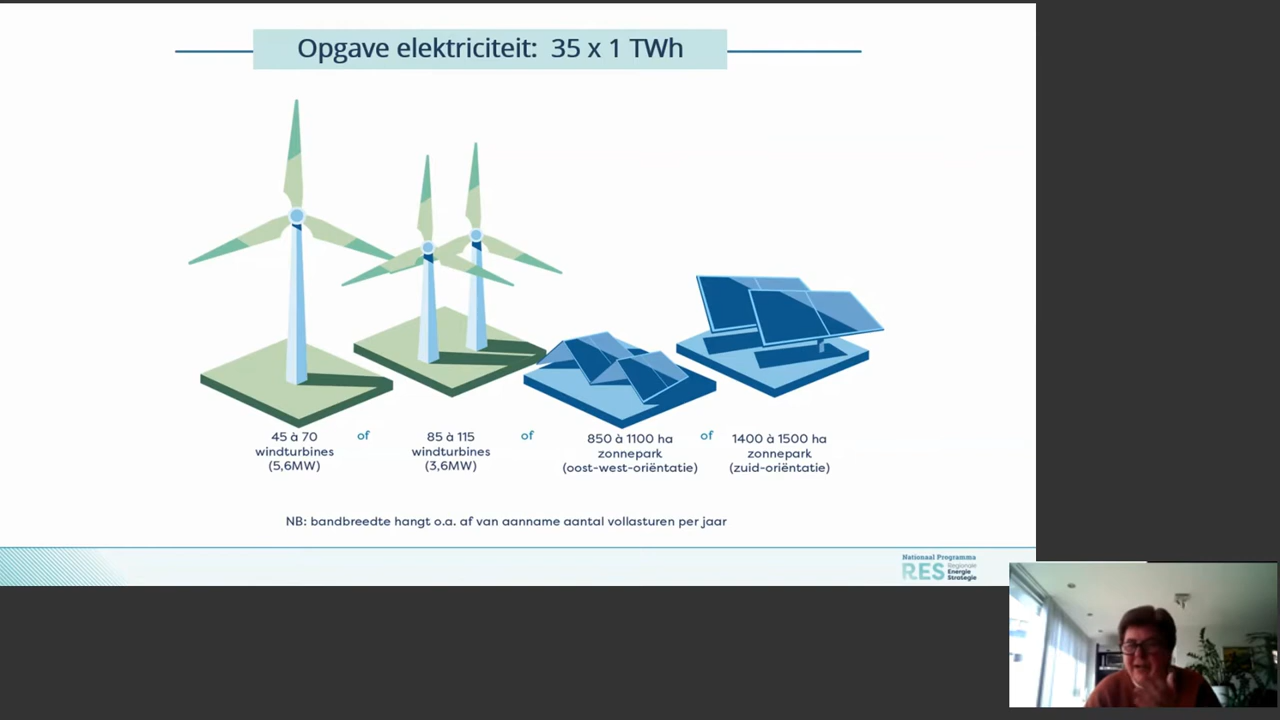 Opgave elektriciteit: 35 x 1 TWh
45 à 70
windturbines
(5,6MW)
of
85 à 115
windturbines
(3,6MW)
of
850 à 1100 ha
zonnepark
(oost-west-oriëntatie)
of
1400 à 1500 ha
zonnepark
(zuid-oriëntatie)
NB: bandbreedte hangt o.a. af van aanname aantal vollasturen per jaar
Nationaal Programma
RES
Regionale
Energie
Strategie